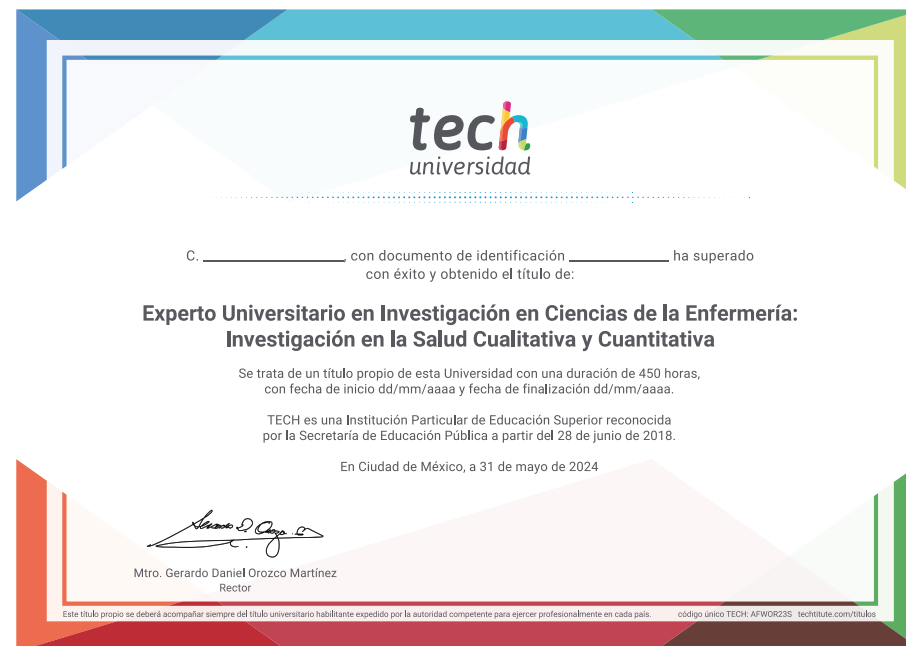 tech
universidad
C. ____________________, con documento de identificación ______________ ha superado
con éxito y obtenido el título de:
Experto Universitario en Investigación en Ciencias de la Enfermería:
Investigación en la Salud Cualitativa y Cuantitativa
Se trata de un título propio de esta Universidad con una duración de 450 horas,
con fecha de inicio dd/mm/aaaa y fecha de finalización dd/mm/aaaa.
TECH es una Institución Particular de Educación Superior reconocida
por la Secretaría de Educación Pública a partir del 28 de junio de 2018.
En Ciudad de México, a 31 de mayo de 2024
Mtro. Gerardo Daniel Orozco Martínez
Rector
Este título propio se deberá acompañar siempre del título universitario habilitante expedido por la autoridad competente para ejercer profesionalmente en cada país. código único TECH: AFWOR23S techtitute.com/titulos